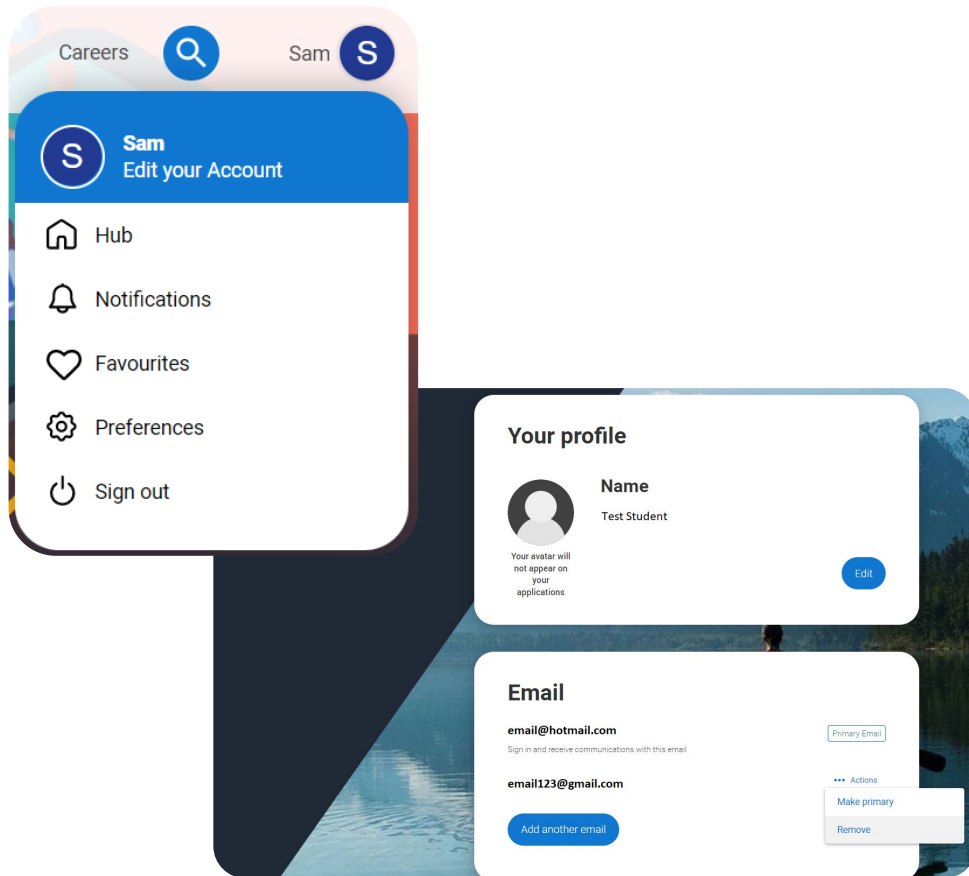 Careers
Sam
S
S
Sam
Edit your Account
Hub
Notifications
Favourites
Preferences
Sign out
Your profile
Name
Test Student
Your avatar will
not appear on
your
applications
Edit
Email
email@hotmail.com
Primary Email
Sign in and receive communications with this email
email123@gmail.com
••• Actions
Make primary
Add another email
Remove